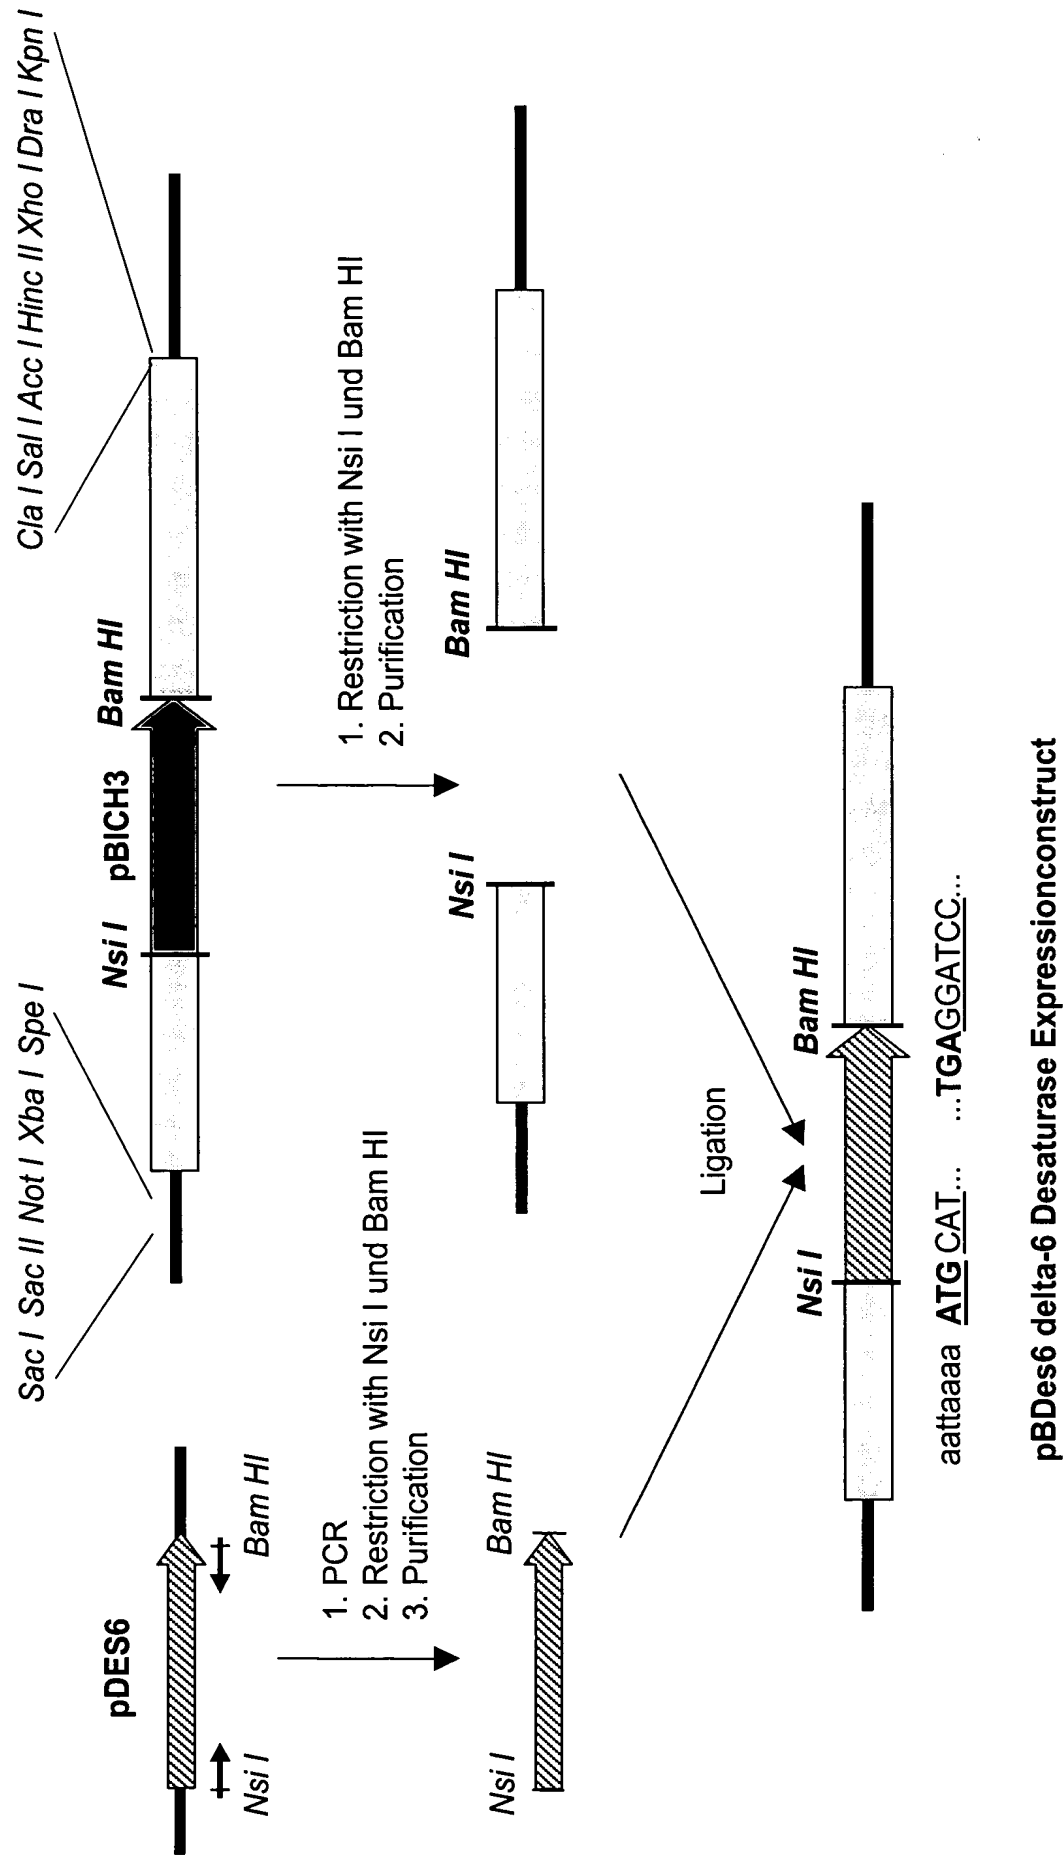 Sac I Sac II Not I Xba I Spe I
Cla I Sal I Acc I Hinc II Xho I Dra I Kpn I
pDES6
Nsi I
Bam HI
Nsi I
pBICH3
Bam HI
1. PCR
2. Restriction with Nsi I und Bam HI
3. Purification
1. Restriction with Nsi I und Bam HI
2. Purification
Nsi I
Bam HI
Nsi I
Bam HI
Ligation
Nsi I
Bam HI
aattaaaa ATGCAT... ...TGAGGATCC...
pBDes6 delta-6 Desaturase Expressionconstruct